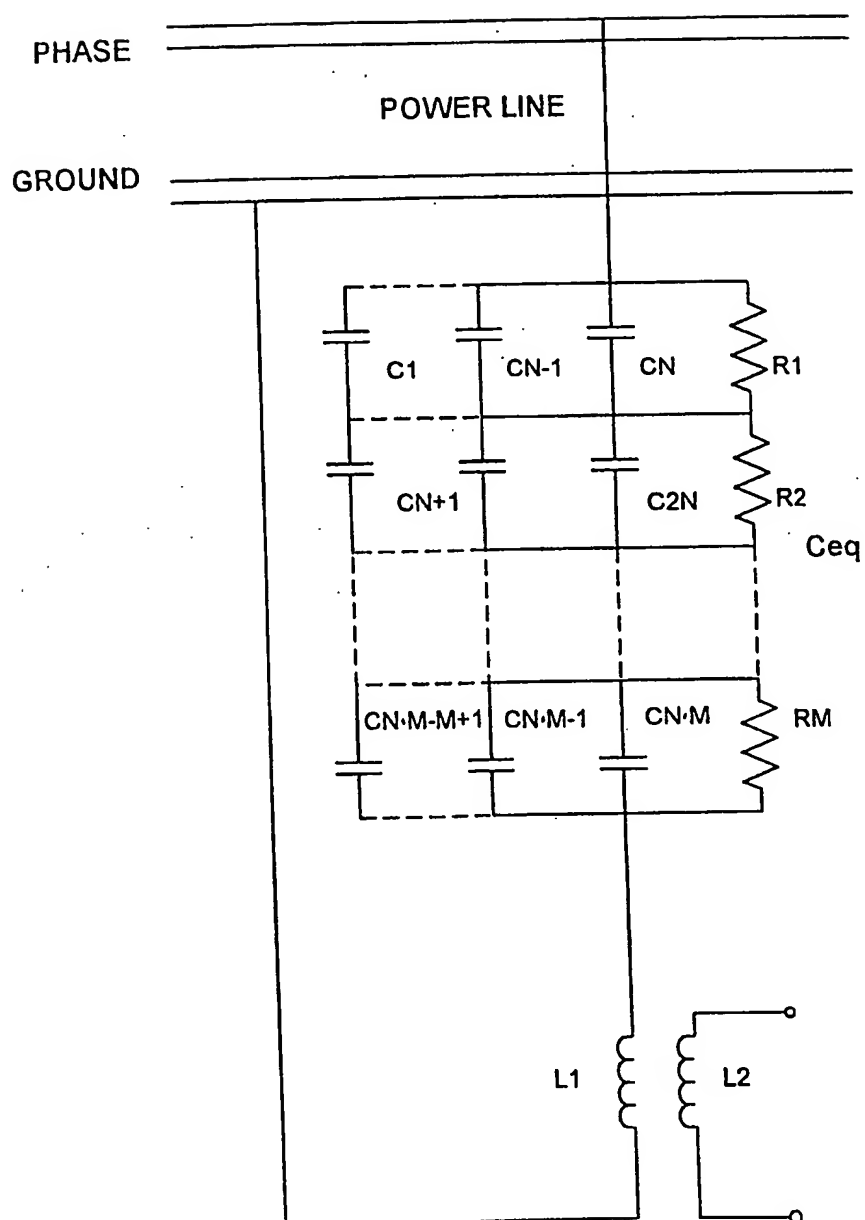 PHASE
POWER LINE
GROUND
C1 CN-1 CN R1
CN+1 C2N R2
Ceq
CN·M-M+1 CN·M-1 CN·M RM
L1 L2